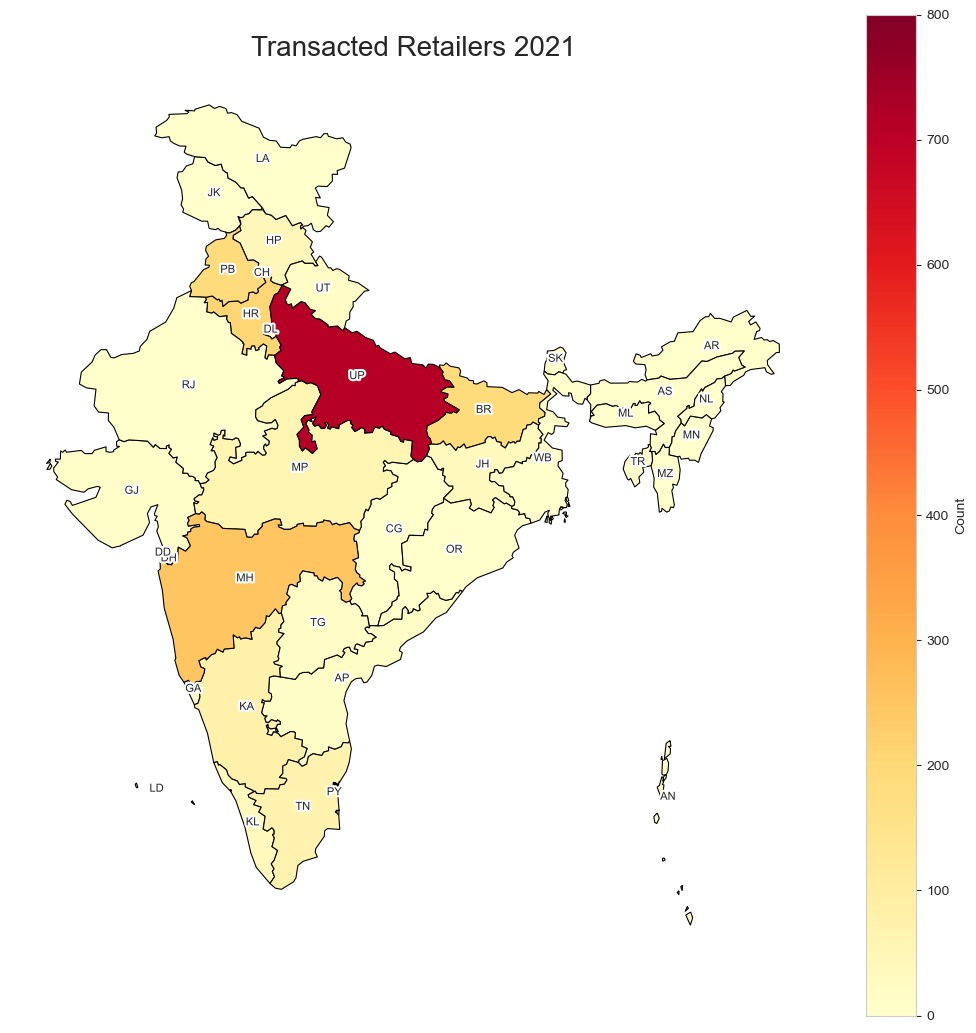 Transacted Retailers 2021
800
700
600
500
400
300
200
100
0
Count
LA
JK
HP
PB
CH
UT
HR
DL
UP
RJ
BR
SK
AR
AS
NL
ML
MN
TR
MZ
WB
JH
MP
GJ
CG
OR
DD
DH
MH
TG
AP
GA
KA
LD
PY
TN
KL
AN